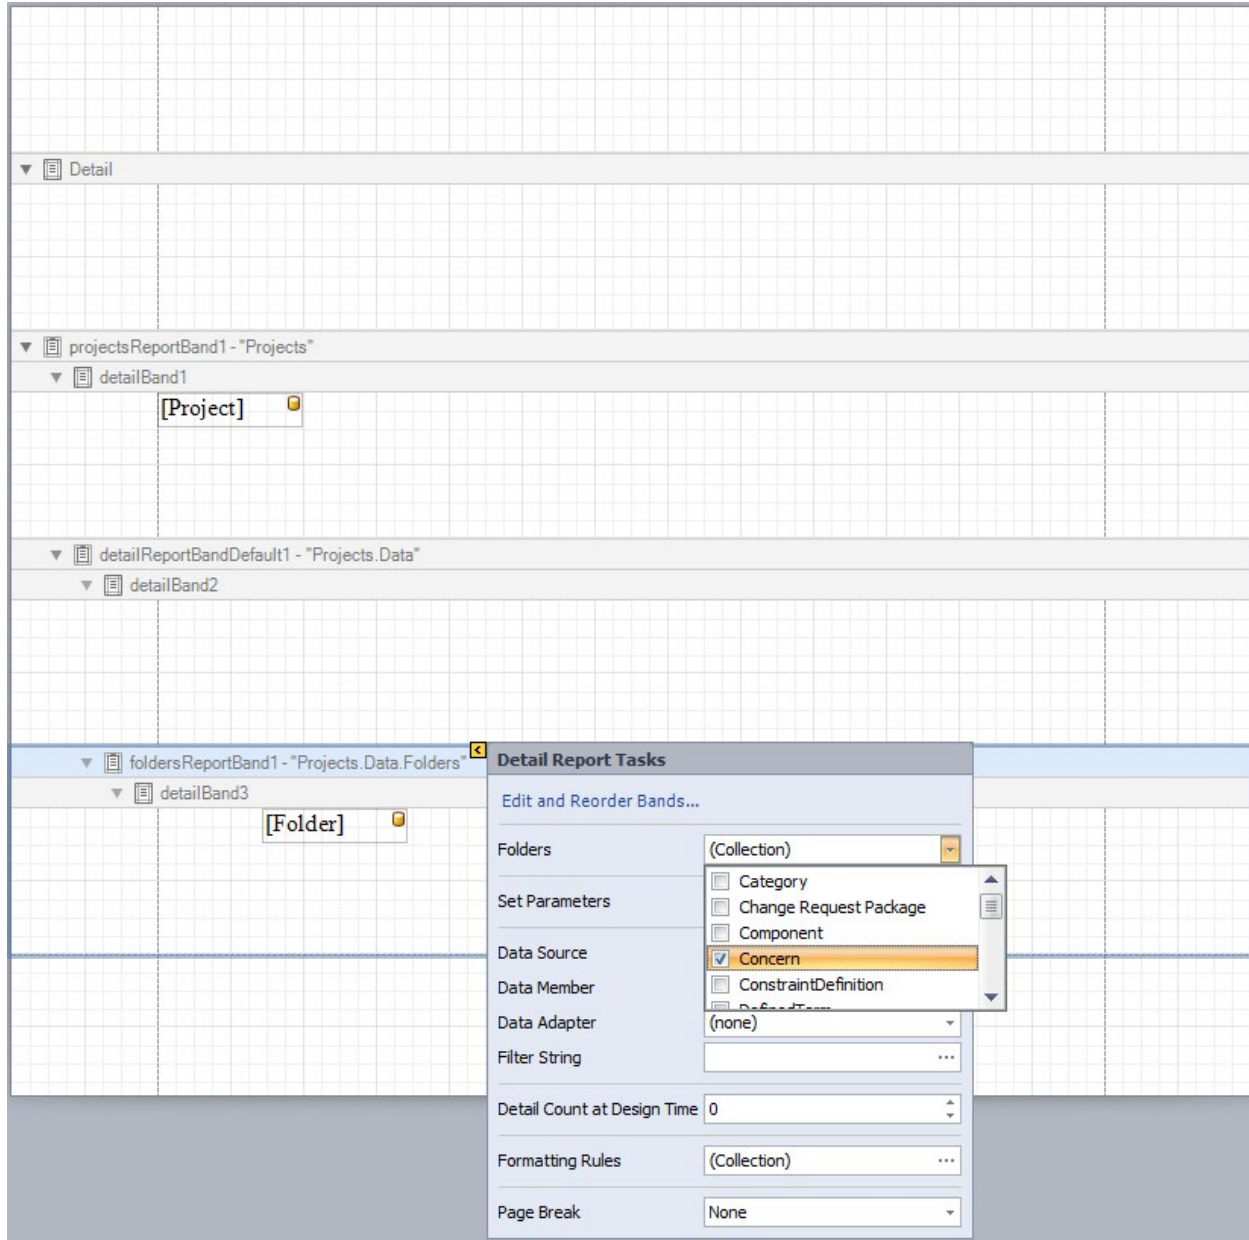 Detail
projectsReportBand1 - "Projects"
detailBand1
[Project]
detailReportBandDefault1 - "Projects.Data"
detailBand2
foldersReportBand1 - "Projects.Data.Folders"
Detail Report Tasks
Edit and Reorder Bands...
detailBand3
[Folder]
Folders (Collection)
Category
Set Parameters
Change Request Package
Component
Data Source
Concern
Data Member
ConstraintDefinition
DefinedTerm
Data Adapter (none)
Filter String ...
Detail Count at Design Time 0
Formatting Rules (Collection) ...
Page Break None